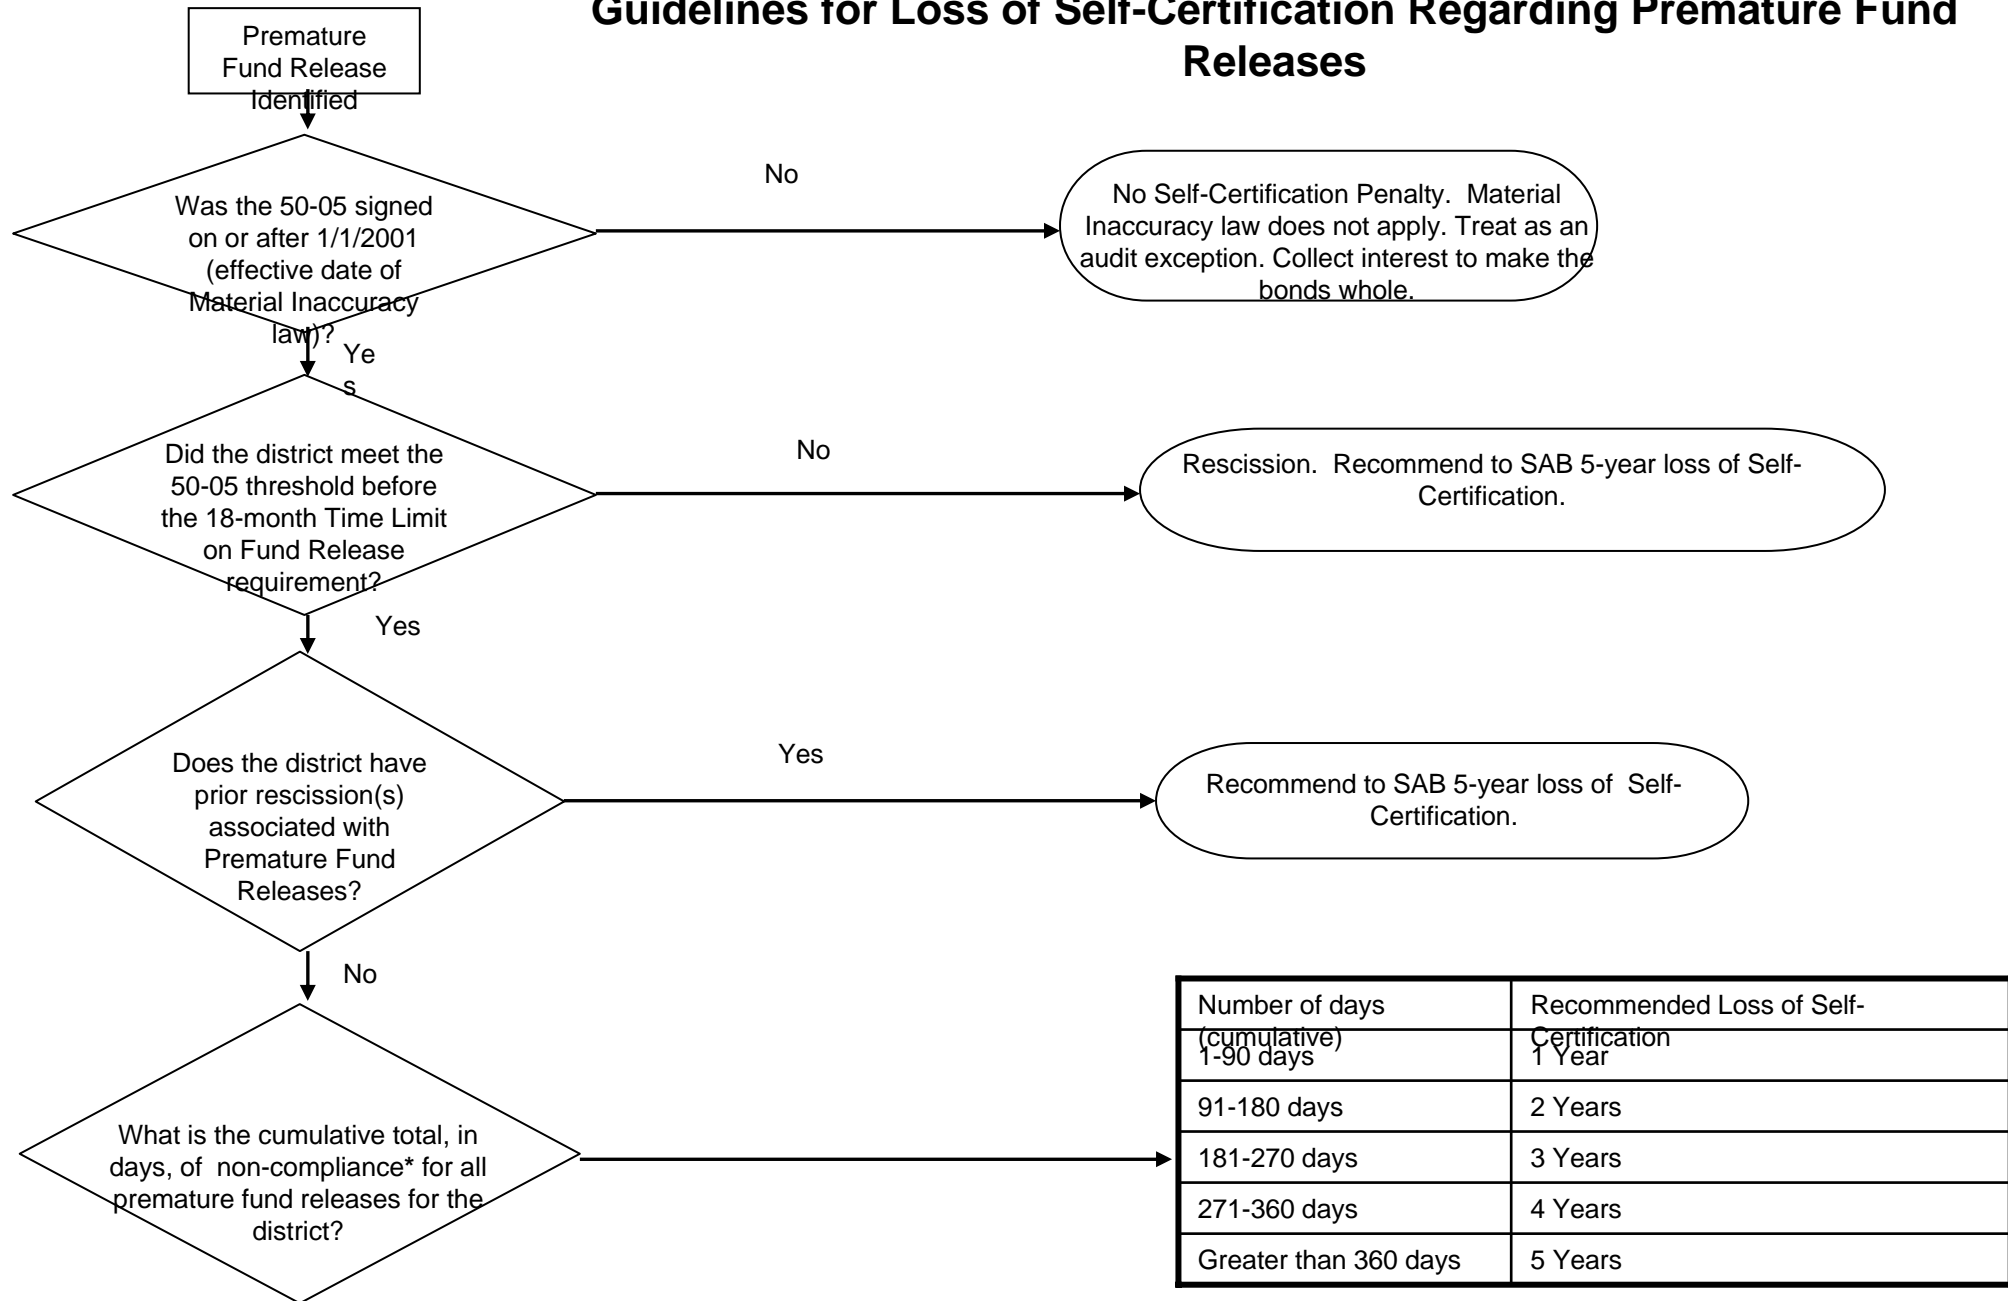 Guidelines for Loss of Self-Certification Regarding Premature Fund
Releases
Premature
Fund Release
Identified
Was the 50-05 signed
on or after 1/1/2001
(effective date of
Material Inaccuracy
law)?
No
No Self-Certification Penalty. Material
Inaccuracy law does not apply. Treat as an
audit exception. Collect interest to make the
bonds whole.
Ye
s
Did the district meet the
50-05 threshold before
the 18-month Time Limit
on Fund Release
requirement?
No
Rescission. Recommend to SAB 5-year loss of Self-
Certification.
Yes
Does the district have
prior rescission(s)
associated with
Premature Fund
Releases?
Yes
Recommend to SAB 5-year loss of Self-
Certification.
No
What is the cumulative total, in
days, of non-compliance* for all
premature fund releases for the
district?
Number of days
(cumulative)
Recommended Loss of Self-
Certification
1-90 days
1 Year
91-180 days
2 Years
181-270 days
3 Years
271-360 days
4 Years
Greater than 360 days
5 Years